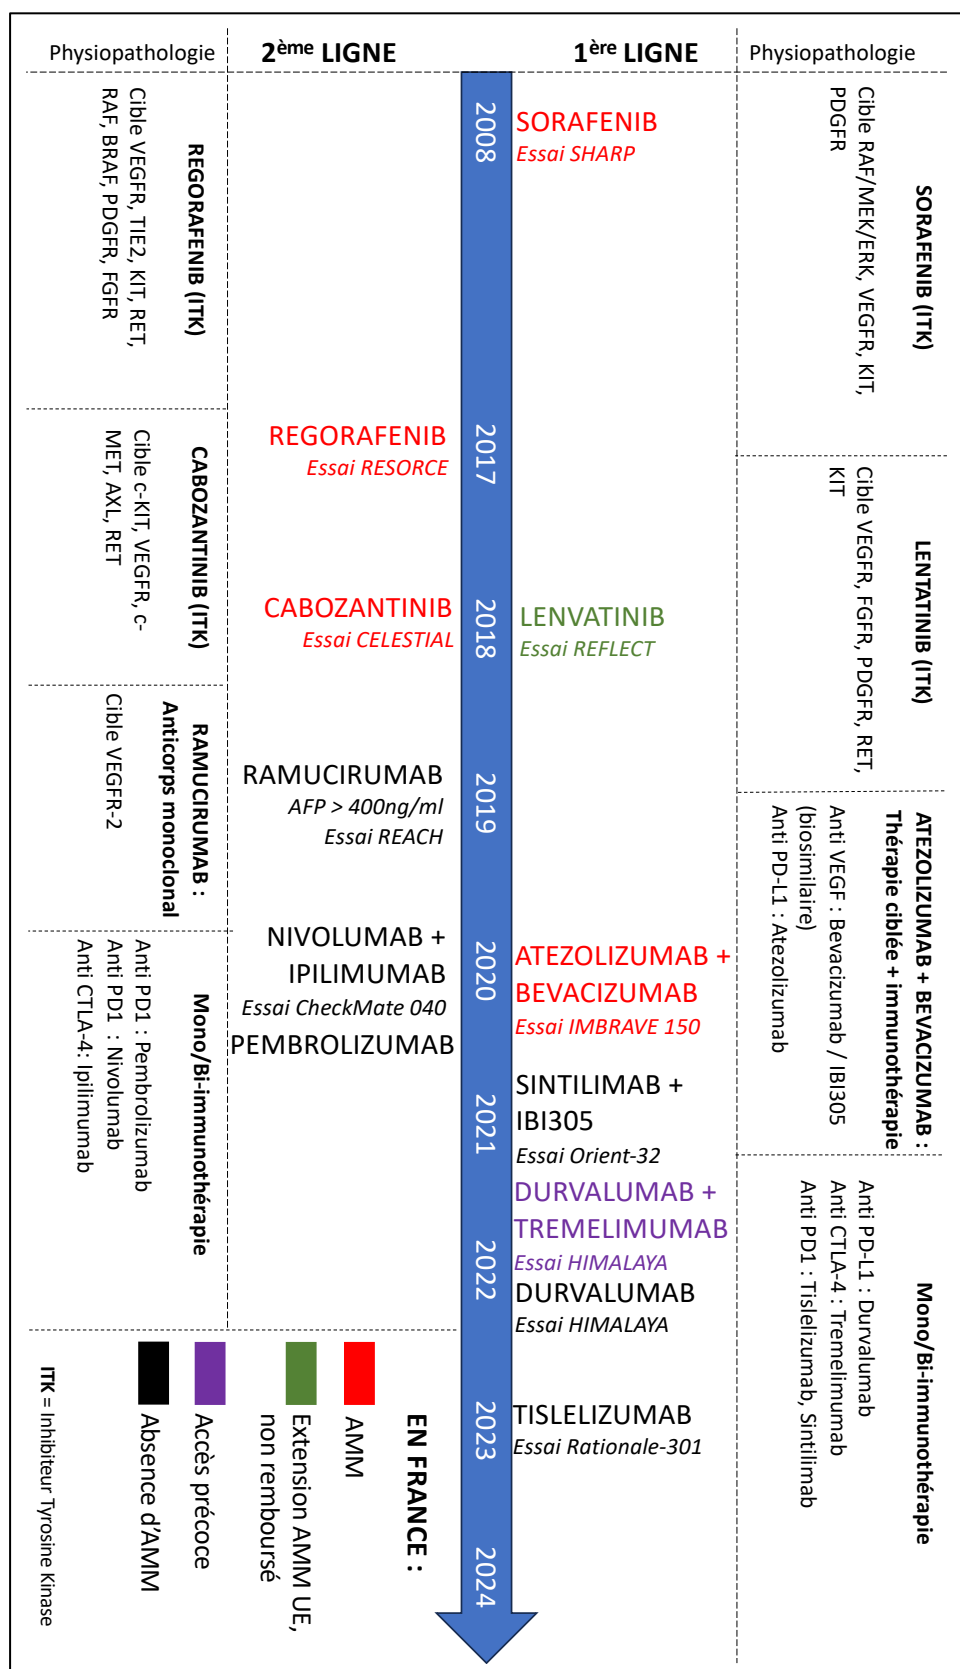 Physiopathologie
2ème LIGNE
1ère LIGNE
Physiopathologie
REGORAFENIB (ITK)
Cible VEGFR, TIE2, KIT, RET,
RAF, BRAF, PDGFR, FGFR
CABOZANTINIB (ITK)
Cible c-KIT, VEGFR, c-
MET, AXL, RET
RAMUCIRUMAB :
Anticorps monoclonal
Cible VEGFR-2
Mono/Bi-immunothérapie
Anti PD1 : Pembrolizumab
Anti PD1 : Nivolumab
Anti CTLA-4: Ipilimumab
REGORAFENIB
Essai RESORCE
CABOZANTINIB
Essai CELESTIAL
RAMUCIRUMAB
AFP > 400ng/ml
Essai REACH
NIVOLUMAB +
IPILIMUMAB
Essai CheckMate 040
PEMBROLIZUMAB
2008
2017
2018
2019
2020
2021
2022
2023
2024
SORAFENIB
Essai SHARP
LENVATINIB
Essai REFLECT
ATEZOLIZUMAB +
BEVACIZUMAB
Essai IMBRAVE 150
SINTILIMAB +
IBI305
Essai Orient-32
DURVALUMAB +
TREMELIMUMAB
Essai HIMALAYA
DURVALUMAB
Essai HIMALAYA
TISLELIZUMAB
Essai Rationale-301
SORAFENIB (ITK)
Cible RAF/MEK/ERK, VEGFR, KIT,
PDGFR
LENTATINIB (ITK)
Cible VEGFR, FGFR, PDGFR, RET,
KIT
ATEZOLIZUMAB + BEVACIZUMAB :
Thérapie ciblée + immunothérapie
Anti VEGF : Bevacizumab / IBI305
(biosimilaire)
Anti PD-L1 : Atezolizumab
Mono/Bi-immunothérapie
Anti PD-L1 : Durvalumab
Anti CTLA-4 : Tremelimumab
Anti PD1 : Tislelizumab, Sintilimab
EN FRANCE :
AMM
Extension AMM UE,
non remboursé
Accès précoce
Absence d'AMM
ITK = Inhibiteur Tyrosine Kinase